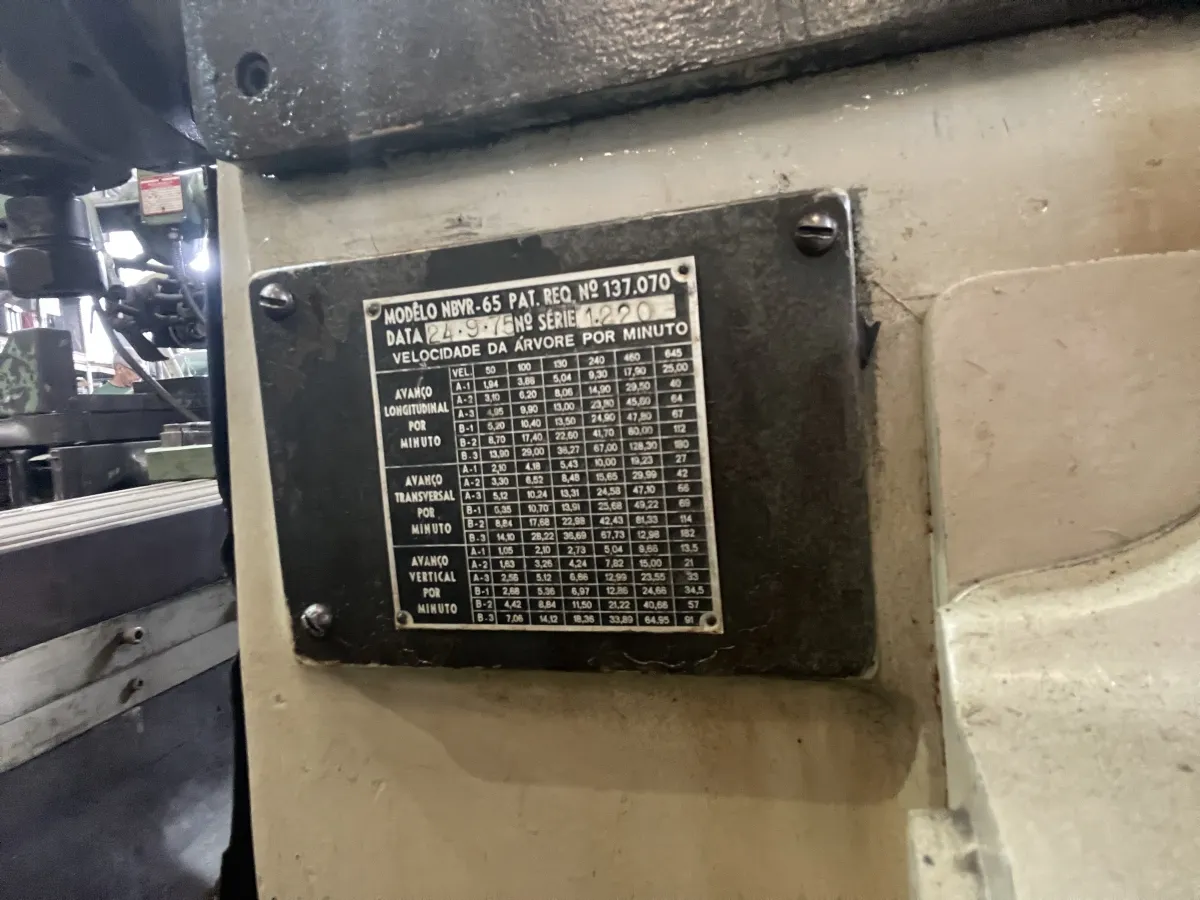 MODÊLO NBVR-65 PAT. REQ. Nº 137.070
DATA 24·9·75 Nº SÉRIE 1.220
VELOCIDADE DA ÁRVORE POR MINUTO
VEL. 50 100 130 240 460 645
AVANÇO LONGITUDINAL POR MINUTO
A-1 1,94 3,88 5,04 9,30 17,90 25,00
A-2 3,10 6,20 8,06 14,90 29,50 40
A-3 4,95 9,90 13,00 23,80 45,60 64
B-1 5,20 10,40 13,50 24,90 47,80 67
B-2 8,70 17,40 22,60 41,70 80,00 112
B-3 13,90 29,00 36,27 67,00 128,30 180
AVANÇO TRANSVERSAL POR MINUTO
A-1 2,10 4,18 5,43 10,00 19,23 27
A-2 3,30 6,52 8,48 15,65 29,99 42
A-3 5,12 10,24 13,31 24,58 47,10 66
B-1 5,35 10,70 13,91 25,68 49,22 69
B-2 8,84 17,68 22,98 42,43 81,33 114
B-3 14,10 28,22 36,69 67,73 12,98 182
AVANÇO VERTICAL POR MINUTO
A-1 1,05 2,10 2,73 5,04 9,66 13,5
A-2 1,63 3,26 4,24 7,82 15,00 21
A-3 2,56 5,12 6,66 12,99 23,55 33
B-1 2,68 5,36 6,97 12,86 24,66 34,5
B-2 4,42 8,84 11,50 21,22 40,66 57
B-3 7,06 14,12 18,36 33,89 64,95 91